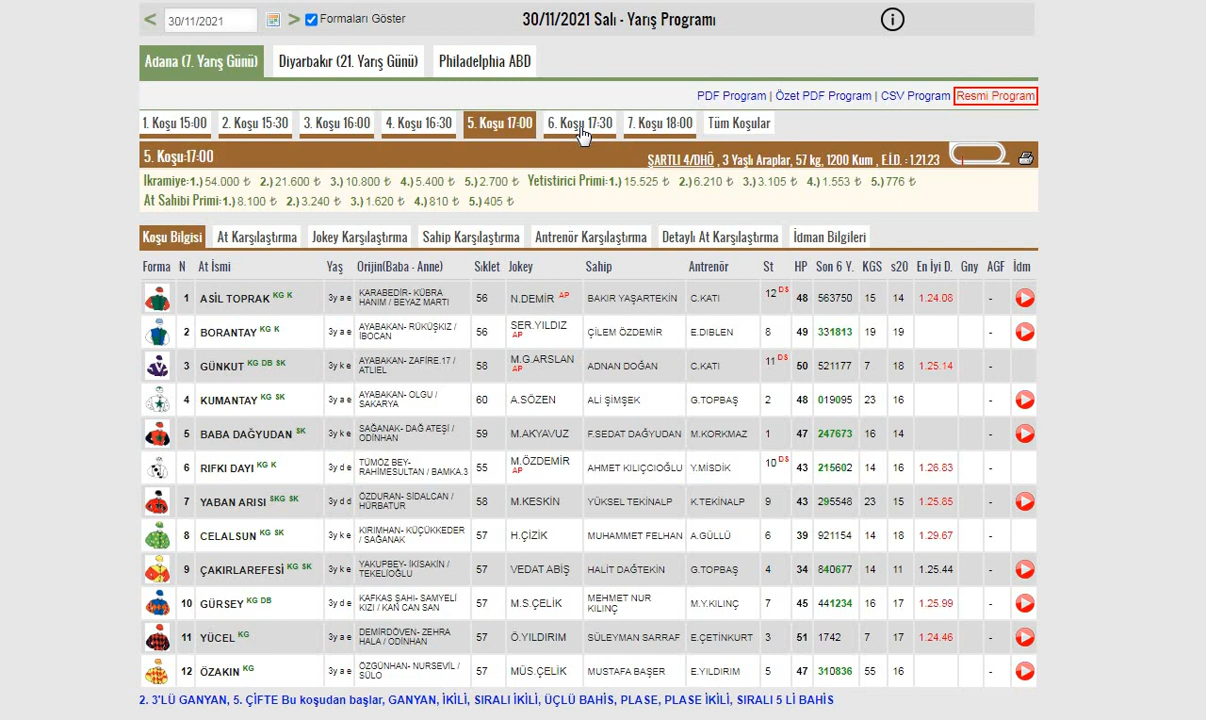 30/11/2021 Formaları Göster 30/11/2021 Salı - Yarış Programı
Adana (7. Yarış Günü) Diyarbakır (21. Yarış Günü) Philadelphia ABD
PDF Program | Özet PDF Program | CSV Program Resmi Program
1. Koşu 15:00 2. Koşu 15:30 3. Koşu 16:00 4. Koşu 16:30 5. Koşu 17:00 6. Koşu 17:30 7. Koşu 18:00 Tüm Koşular
5. Koşu:17:00 ŞARTLI 4/DHÖ , 3 Yaşlı Araplar, 57 kg, 1200 Kum , E.İ.D. : 1.21.23
İkramiye: 1.) 54.000 ₺ 2.) 21.600 ₺ 3.) 10.800 ₺ 4.) 5.400 ₺ 5.) 2.700 ₺ Yetistirici Primi: 1.) 15.525 ₺ 2.) 6.210 ₺ 3.) 3.105 ₺ 4.) 1.553 ₺ 5.) 776 ₺
At Sahibi Primi: 1.) 8.100 ₺ 2.) 3.240 ₺ 3.) 1.620 ₺ 4.) 810 ₺ 5.) 405 ₺
Koşu Bilgisi At Karşılaştırma Jokey Karşılaştırma Sahip Karşılaştırma Antrenör Karşılaştırma Detaylı At Karşılaştırma İdman Bilgileri
Forma N At İsmi Yaş Orijin(Baba - Anne) Sıklet Jokey Sahip Antrenör St HP Son 6 Y. KGS s20 En İyi D. Gny AGF İdm
1 ASİL TOPRAK KG K 3y a e KARABEDİR- KÜBRA HANIM / BEYAZ MARTI 56 N.DEMİR AP BAKIR YAŞARTEKİN C.KATI 12 DS 48 563750 15 14 1.24.08 -
2 BORANTAY KG K 3y a e AYABAKAN- RÜKÜŞKIZ / İBOCAN 56 SER.YILDIZ AP ÇİLEM ÖZDEMİR E.DIBLEN 8 49 331813 19 19 -
3 GÜNKUT KG DB SK 3y k e AYABAKAN- ZAFİRE.17 / ATLIEL 58 M.G.ARSLAN AP ADNAN DOĞAN C.KATI 11 DS 50 521177 7 18 1.25.14 -
4 KUMANTAY KG SK 3y a e AYABAKAN- OLGU / SAKARYA 60 A.SÖZEN ALİ ŞİMŞEK G.TOPBAŞ 2 48 019095 23 16 -
5 BABA DAĞYUDAN SK 3y k e SAĞANAK- DAĞ ATEŞİ / ODİNHAN 59 M.AKYAVUZ F.SEDAT DAĞYUDAN M.KORKMAZ 1 47 247673 16 14 -
6 RIFKI DAYI KG K 3y d e TÜMÖZ BEY- RAHİMESULTAN / BAMKA.3 55 M.ÖZDEMİR AP AHMET KILIÇCIOĞLU Y.MİSDİK 10 DS 43 215602 14 16 1.26.83 -
7 YABAN ARISI SKG SK 3y d d ÖZDURAN- SİDALCAN / HÜRBATUR 58 M.KESKİN YÜKSEL TEKİNALP K.TEKİNALP 9 43 295548 23 15 1.25.85 -
8 CELALSUN KG SK 3y k e KIRIMHAN- KÜÇÜKKEDER / SAĞANAK 57 H.ÇİZİK MUHAMMET FELHAN A.GÜLLÜ 6 39 921154 14 18 1.29.67 -
9 ÇAKIRLAREFESİ KG SK 3y k e YAKUPBEY- İKİSAKİN / TEKELİOĞLU 57 VEDAT ABİŞ HALİT DAĞTEKİN G.TOPBAŞ 4 34 840677 14 11 1.25.44 -
10 GÜRSEY KG DB 3y d e KAFKAS ŞAHI- SAMYELİ KIZI / KAN CAN SAN 57 M.S.ÇELİK MEHMET NUR KILINÇ M.Y.KILINÇ 7 45 441234 16 17 1.25.99 -
11 YÜCEL KG 3y a e DEMİRDÖVEN- ZEHRA HALA / ODİNHAN 57 Ö.YILDIRIM SÜLEYMAN SARRAF E.ÇETİNKURT 3 51 1742 7 17 1.24.46 -
12 ÖZAKIN KG 3y a e ÖZGÜNHAN- NURSEVİL / SÜLO 57 MÜS.ÇELİK MUSTAFA BAŞER E.YILDIRIM 5 47 310836 55 16 -
2. 3'LÜ GANYAN, 5. ÇİFTE Bu koşudan başlar, GANYAN, İKİLİ, SIRALI İKİLİ, ÜÇLÜ BAHİS, PLASE, PLASE İKİLİ, SIRALI 5 Lİ BAHİS